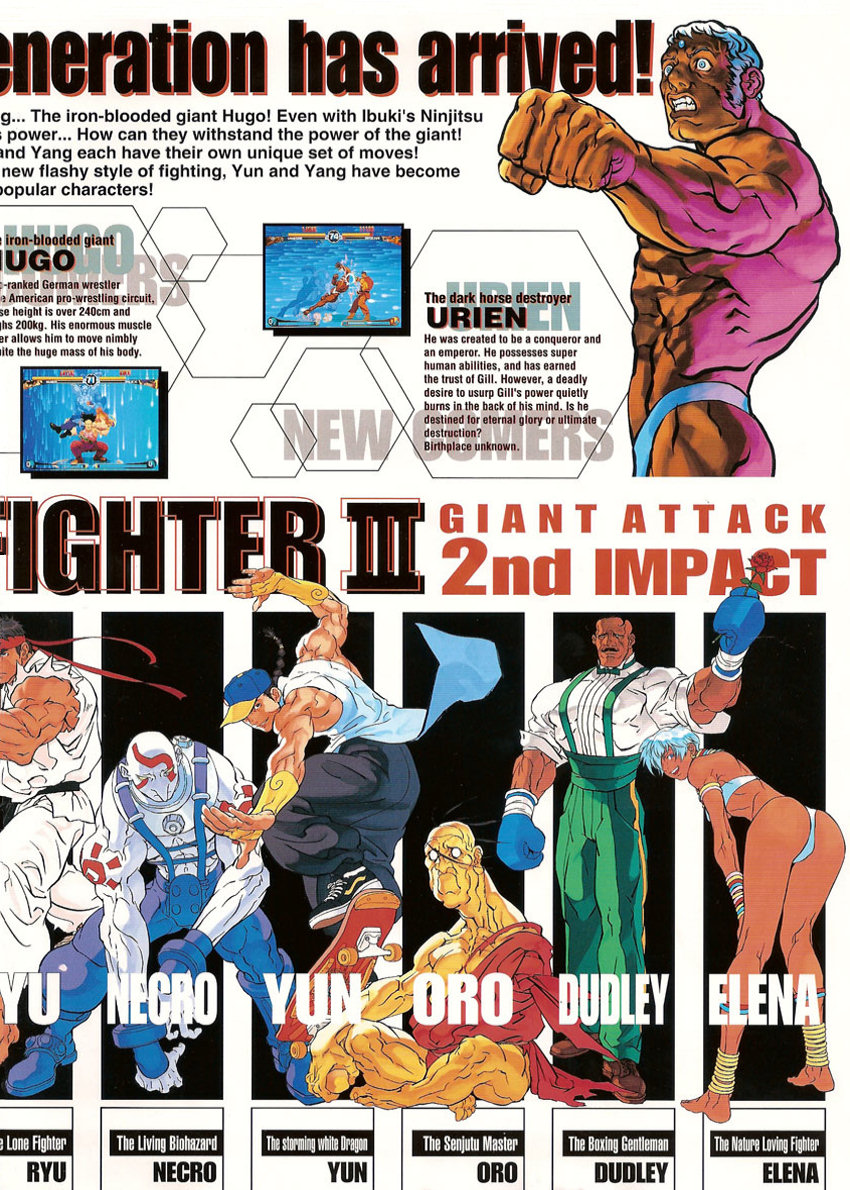 eneration has arrived!
g... The iron-blooded giant Hugo! Even with Ibuki's Ninjitsu
s power... How can they withstand the power of the giant!
and Yang each have their own unique set of moves!
new flashy style of fighting, Yun and Yang have become
popular characters!
e iron-blooded giant
HUGO
HUGO
c-ranked German wrestler
e American pro-wrestling circuit.
se height is over 240cm and
ghs 200kg. His enormous muscle
er allows him to move nimbly
ite the huge mass of his body.
74
71
The dark horse destroyer
URIEN
URIEN
He was created to be a conqueror and
an emperor. He possesses super
human abilities, and has earned
the trust of Gill. However, a deadly
desire to usurp Gill's power quietly
burns in the back of his mind. Is he
destined for eternal glory or ultimate
destruction?
Birthplace unknown.
NEW COMERS
FIGHTER III
GIANT ATTACK
2nd IMPACT
YU
NECRO
YUN
ORO
DUDLEY
ELENA
e Lone Fighter
RYU
The Living Biohazard
NECRO
The storming white Dragon
YUN
The Senjutu Master
ORO
The Boxing Gentleman
DUDLEY
The Nature Loving Fighter
ELENA